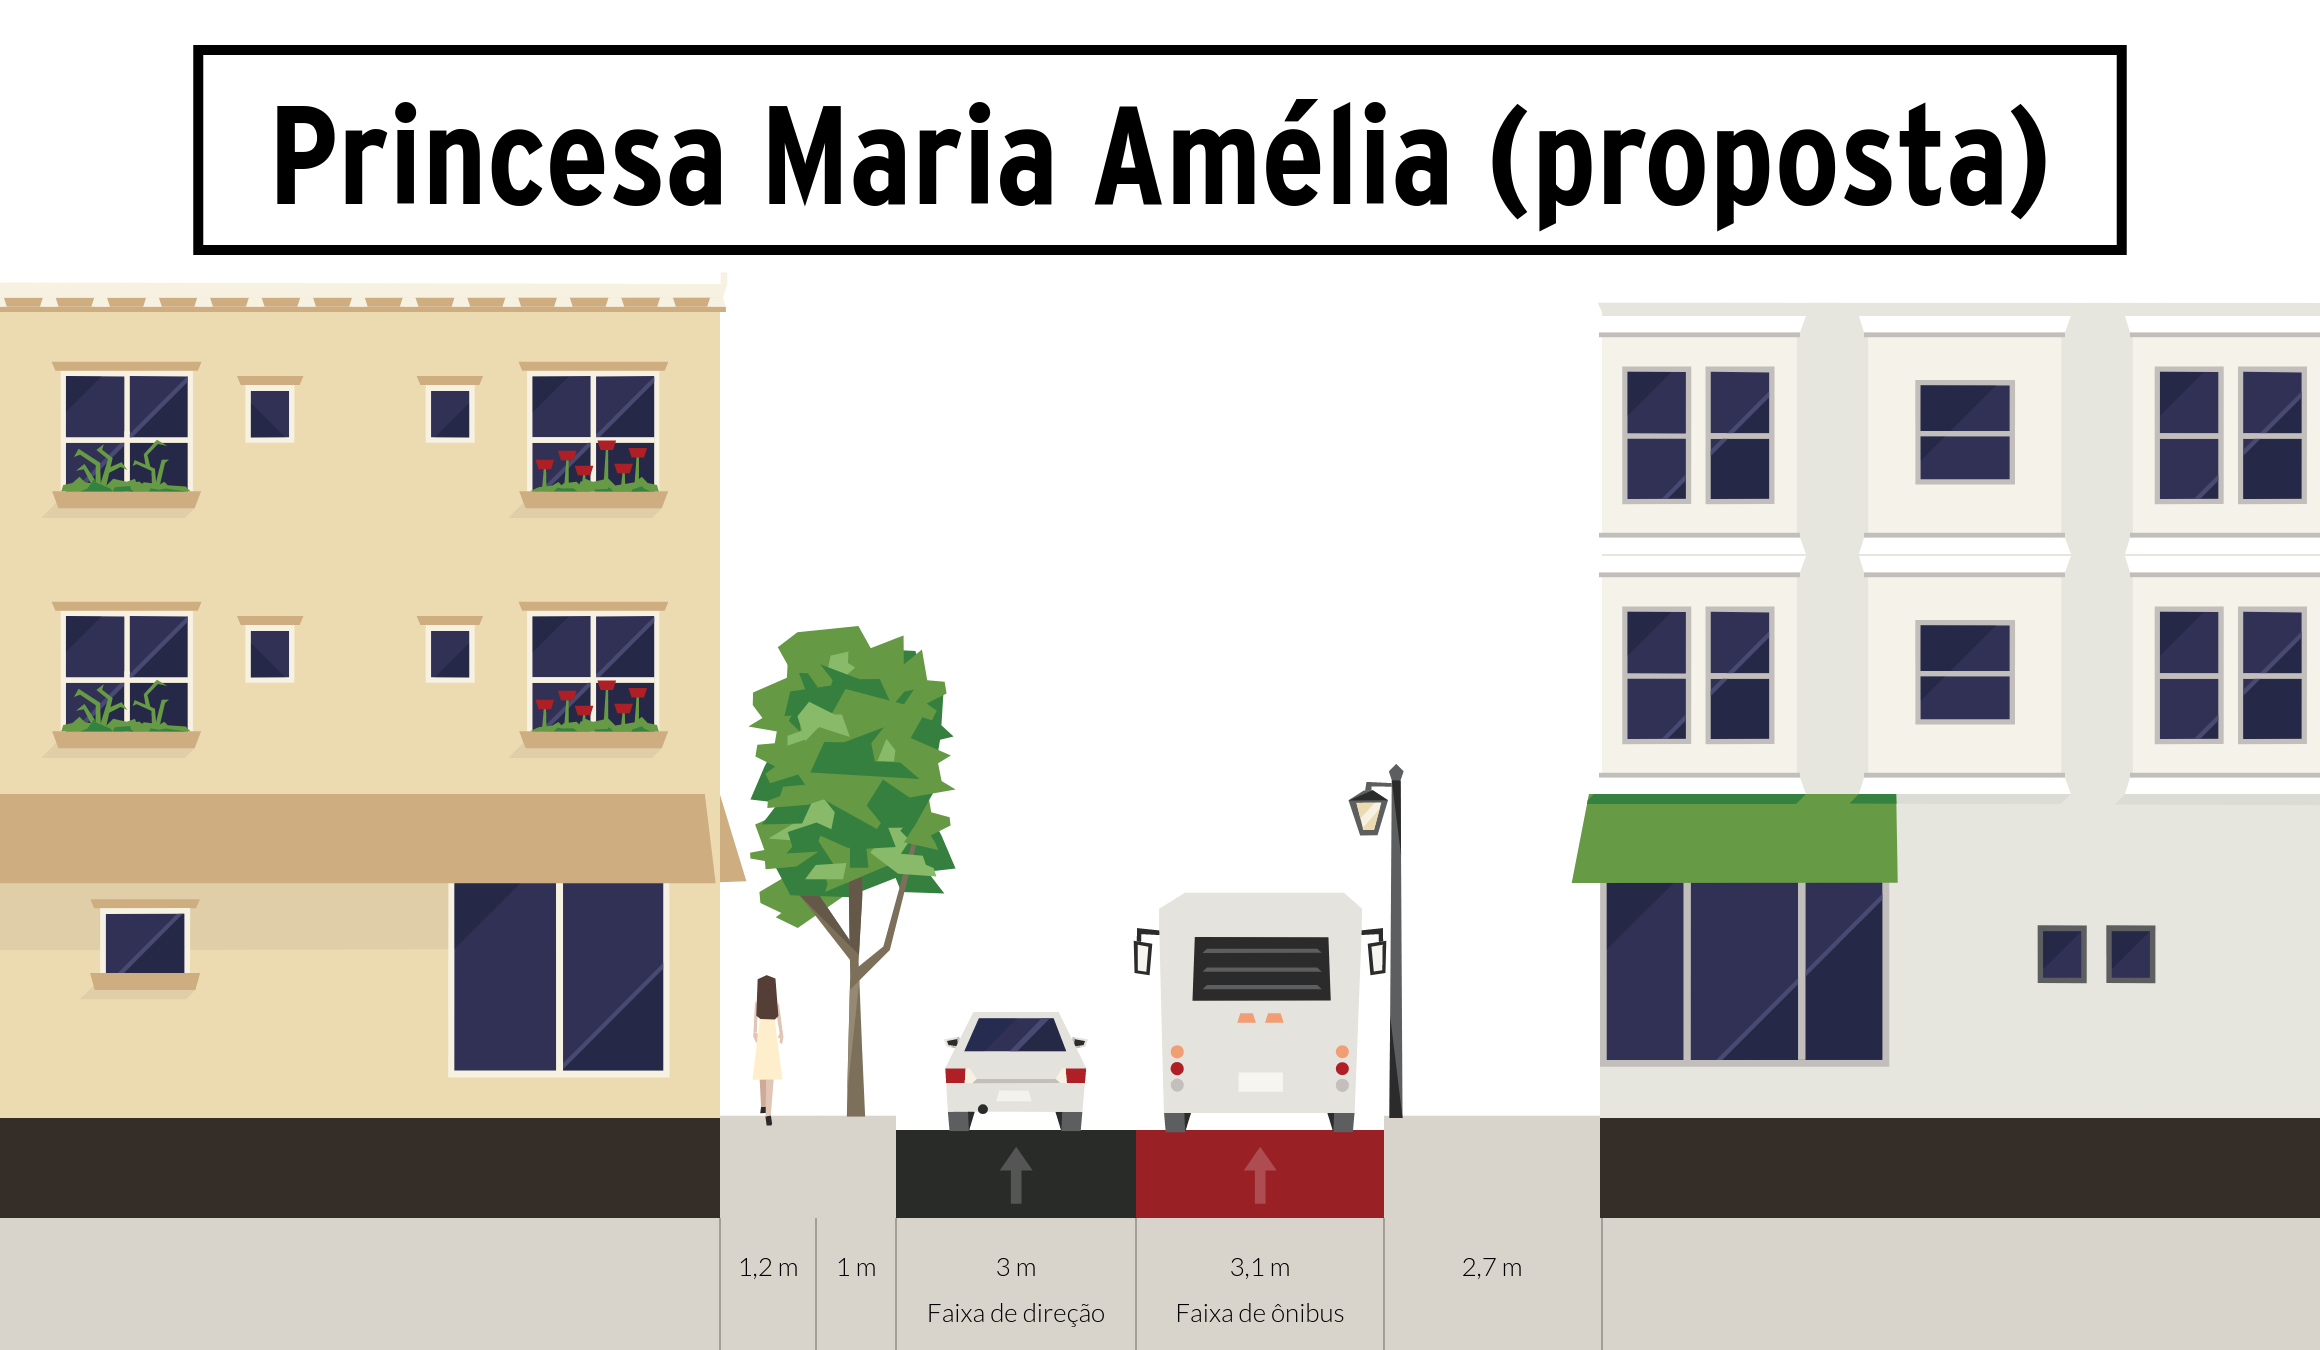 Princesa Maria Amélia (proposta)
1,2 m
1 m
3 m
3,1 m
2,7 m
Faixa de direção
Faixa de ônibus